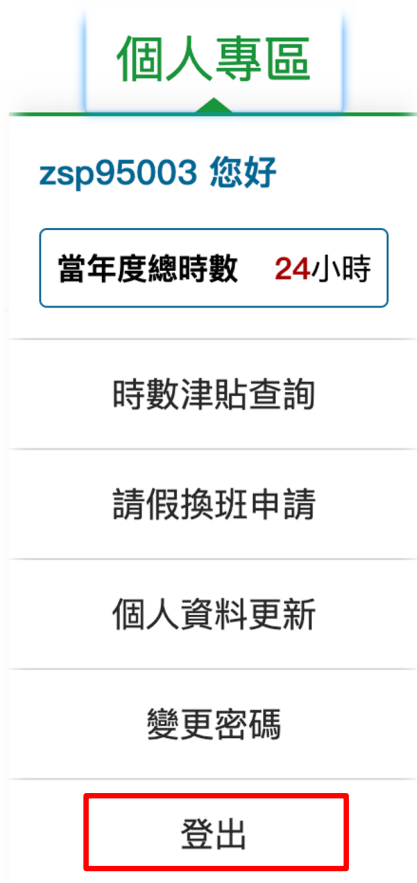 個人專區
zsp95003 您好
當年度總時數 24小時
時數津貼查詢
請假換班申請
個人資料更新
變更密碼
登出